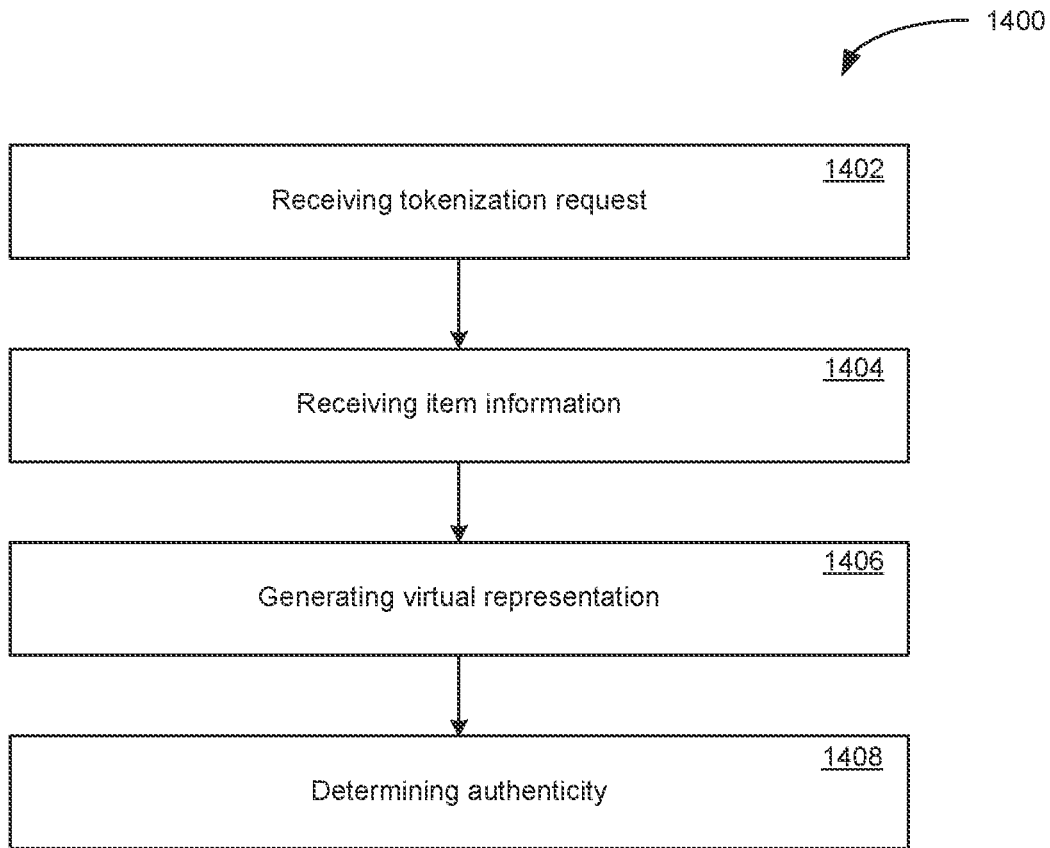 1400
1402
Receiving tokenization request
1404
Receiving item information
1406
Generating virtual representation
1408
Determining authenticity